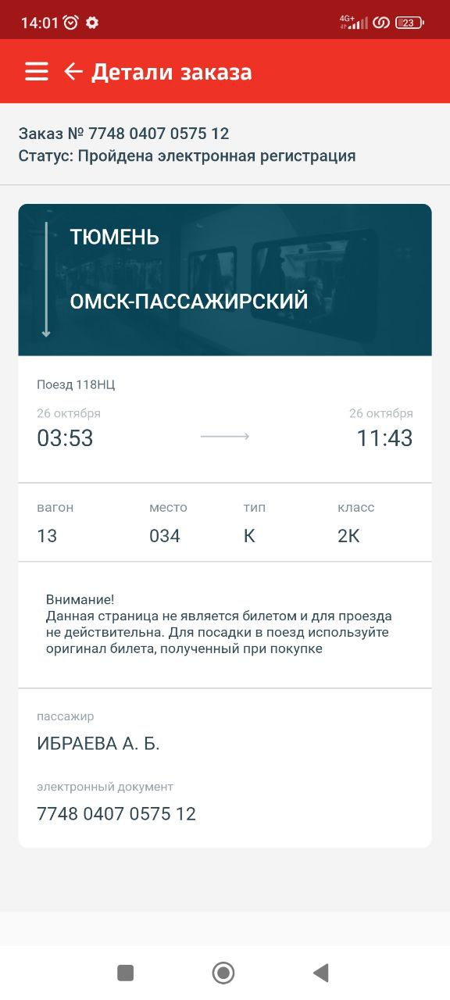 14:01
4G+
23
Детали заказа
Заказ № 7748 0407 0575 12
Статус: Пройдена электронная регистрация
ТЮМЕНЬ
ОМСК-ПАССАЖИРСКИЙ
Поезд 118НЦ
26 октября 26 октября
03:53 11:43
вагон место тип класс
13 034 К 2К
Внимание!
Данная страница не является билетом и для проезда
не действительна. Для посадки в поезд используйте
оригинал билета, полученный при покупке
пассажир
ИБРАЕВА А. Б.
электронный документ
7748 0407 0575 12